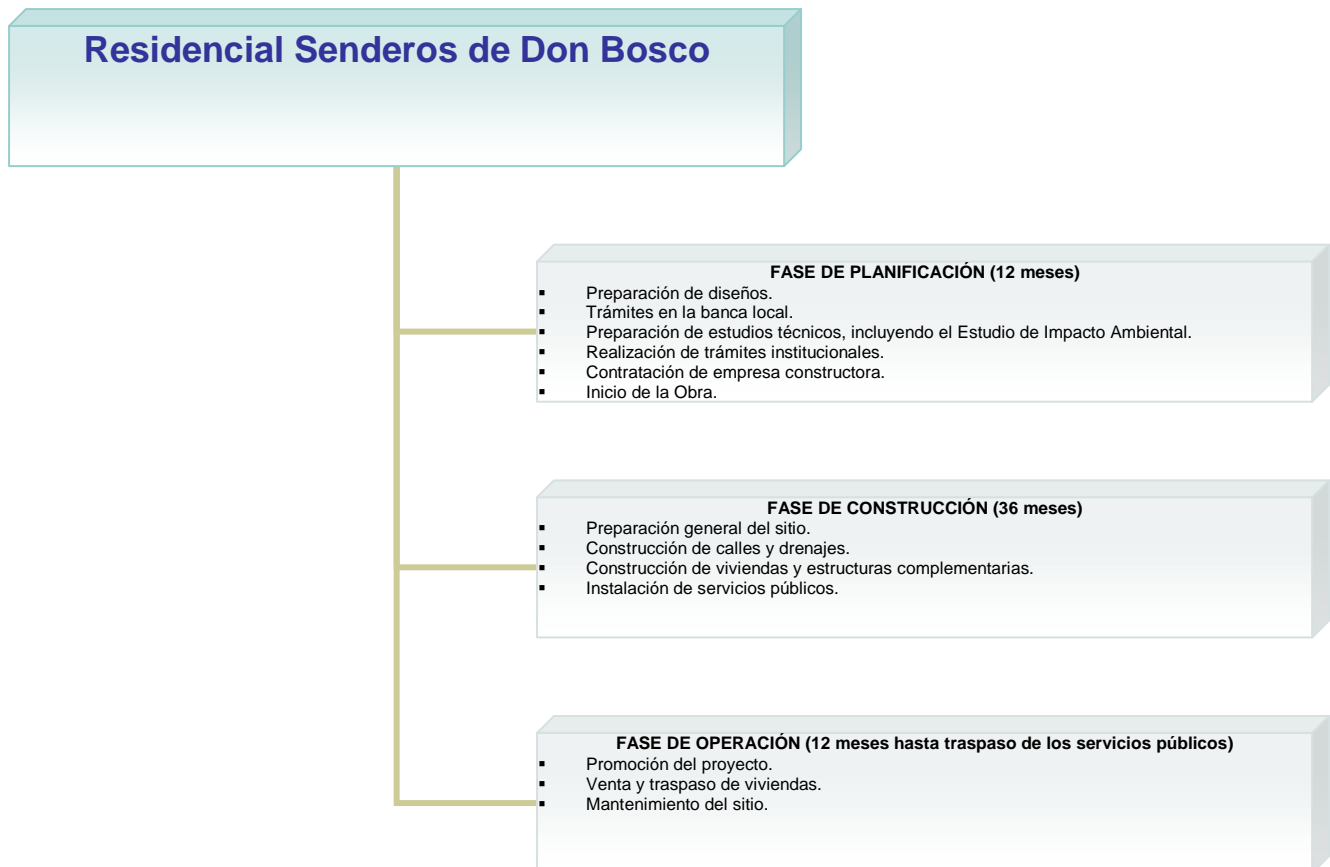 Residencial Senderos de Don Bosco
FASE DE PLANIFICACIÓN (12 meses)
▪ Preparación de diseños.
▪ Trámites en la banca local.
▪ Preparación de estudios técnicos, incluyendo el Estudio de Impacto Ambiental.
▪ Realización de trámites institucionales.
▪ Contratación de empresa constructora.
▪ Inicio de la Obra.
FASE DE CONSTRUCCIÓN (36 meses)
▪ Preparación general del sitio.
▪ Construcción de calles y drenajes.
▪ Construcción de viviendas y estructuras complementarias.
▪ Instalación de servicios públicos.
FASE DE OPERACIÓN (12 meses hasta traspaso de los servicios públicos)
▪ Promoción del proyecto.
▪ Venta y traspaso de viviendas.
▪ Mantenimiento del sitio.